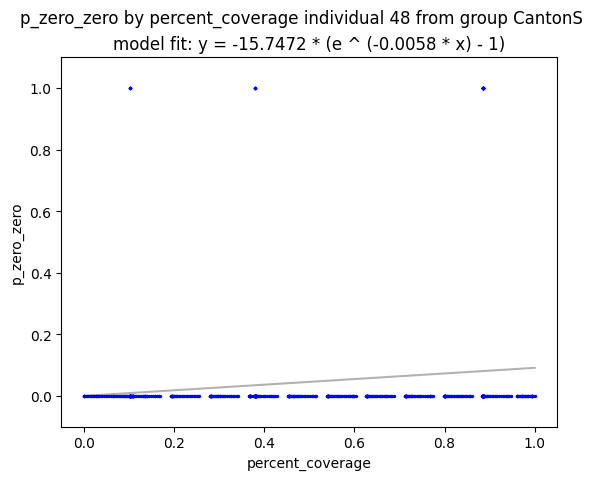 p_zero_zero by percent_coverage individual 48 from group CantonS
model fit: y = -15.7472 * (e ^ (-0.0058 * x) - 1)
1.0
0.8
0.6
0.4
0.2
0.0
p_zero_zero
0.0 0.2 0.4 0.6 0.8 1.0
percent_coverage